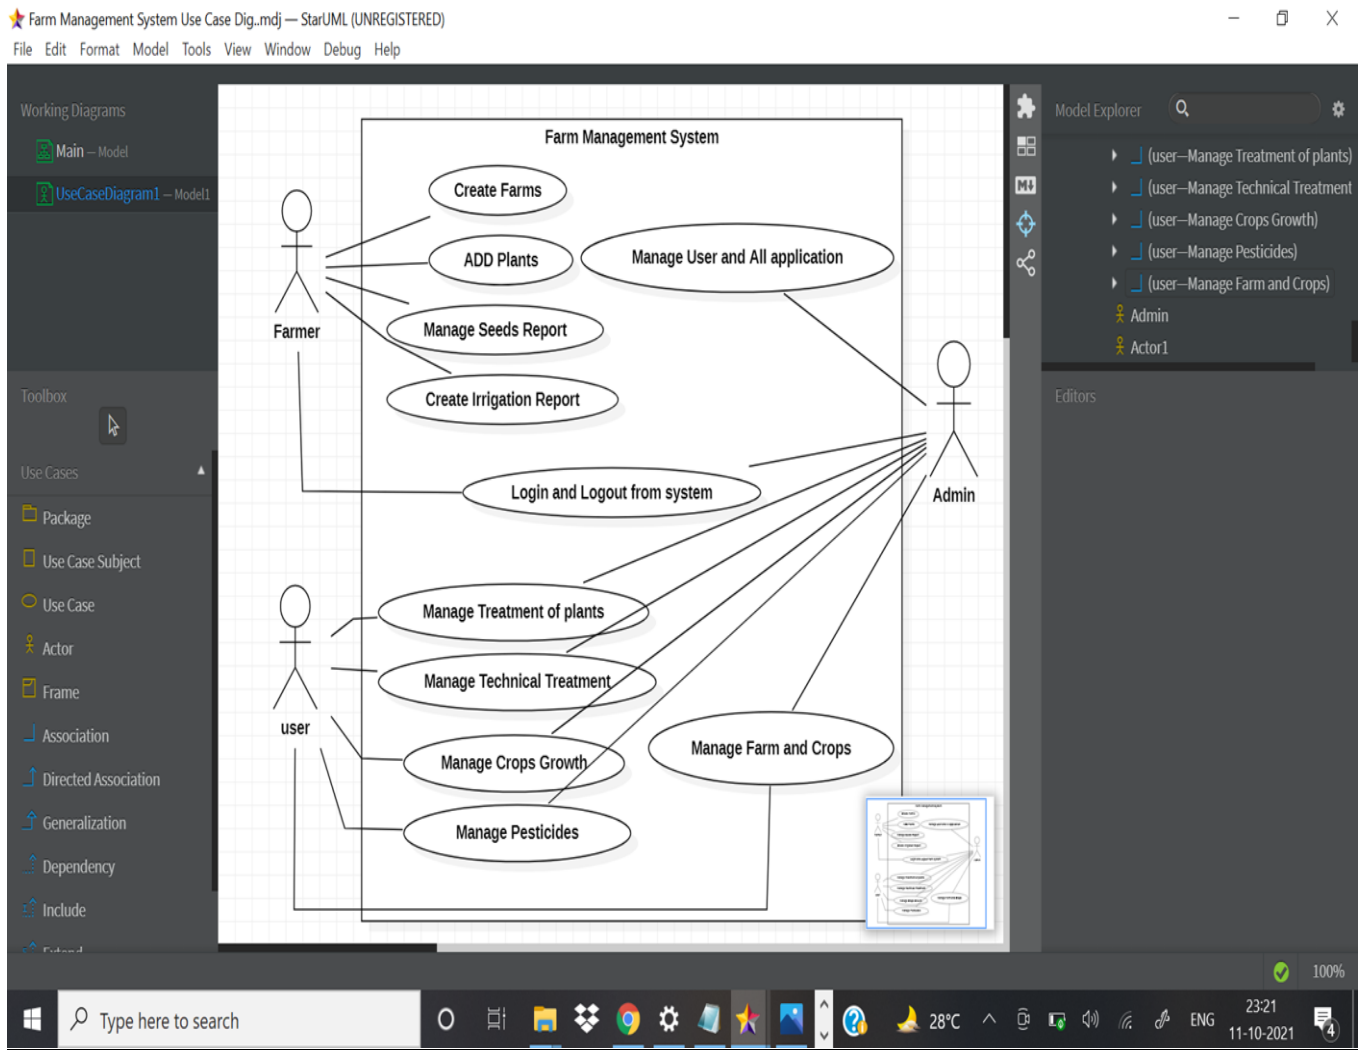 Farm Management System Use Case Dig..mdj — StarUML (UNREGISTERED)
File Edit Format Model Tools View Window Debug Help
Working Diagrams
Main — Model
UseCaseDiagram1 — Model1
Toolbox
Use Cases
Package
Use Case Subject
Use Case
Actor
Frame
Association
Directed Association
Generalization
Dependency
Include
Extend
Farm Management System
Create Farms
ADD Plants
Manage User and All application
Manage Seeds Report
Create Irrigation Report
Farmer
Login and Logout from system
Admin
Manage Treatment of plants
Manage Technical Treatment
user
Manage Crops Growth
Manage Farm and Crops
Manage Pesticides
Model Explorer
(user—Manage Treatment of plants)
(user—Manage Technical Treatment
(user—Manage Crops Growth)
(user—Manage Pesticides)
(user—Manage Farm and Crops)
Admin
Actor1
Editors
100%
Type here to search
28°C
ENG
23:21
11-10-2021
4